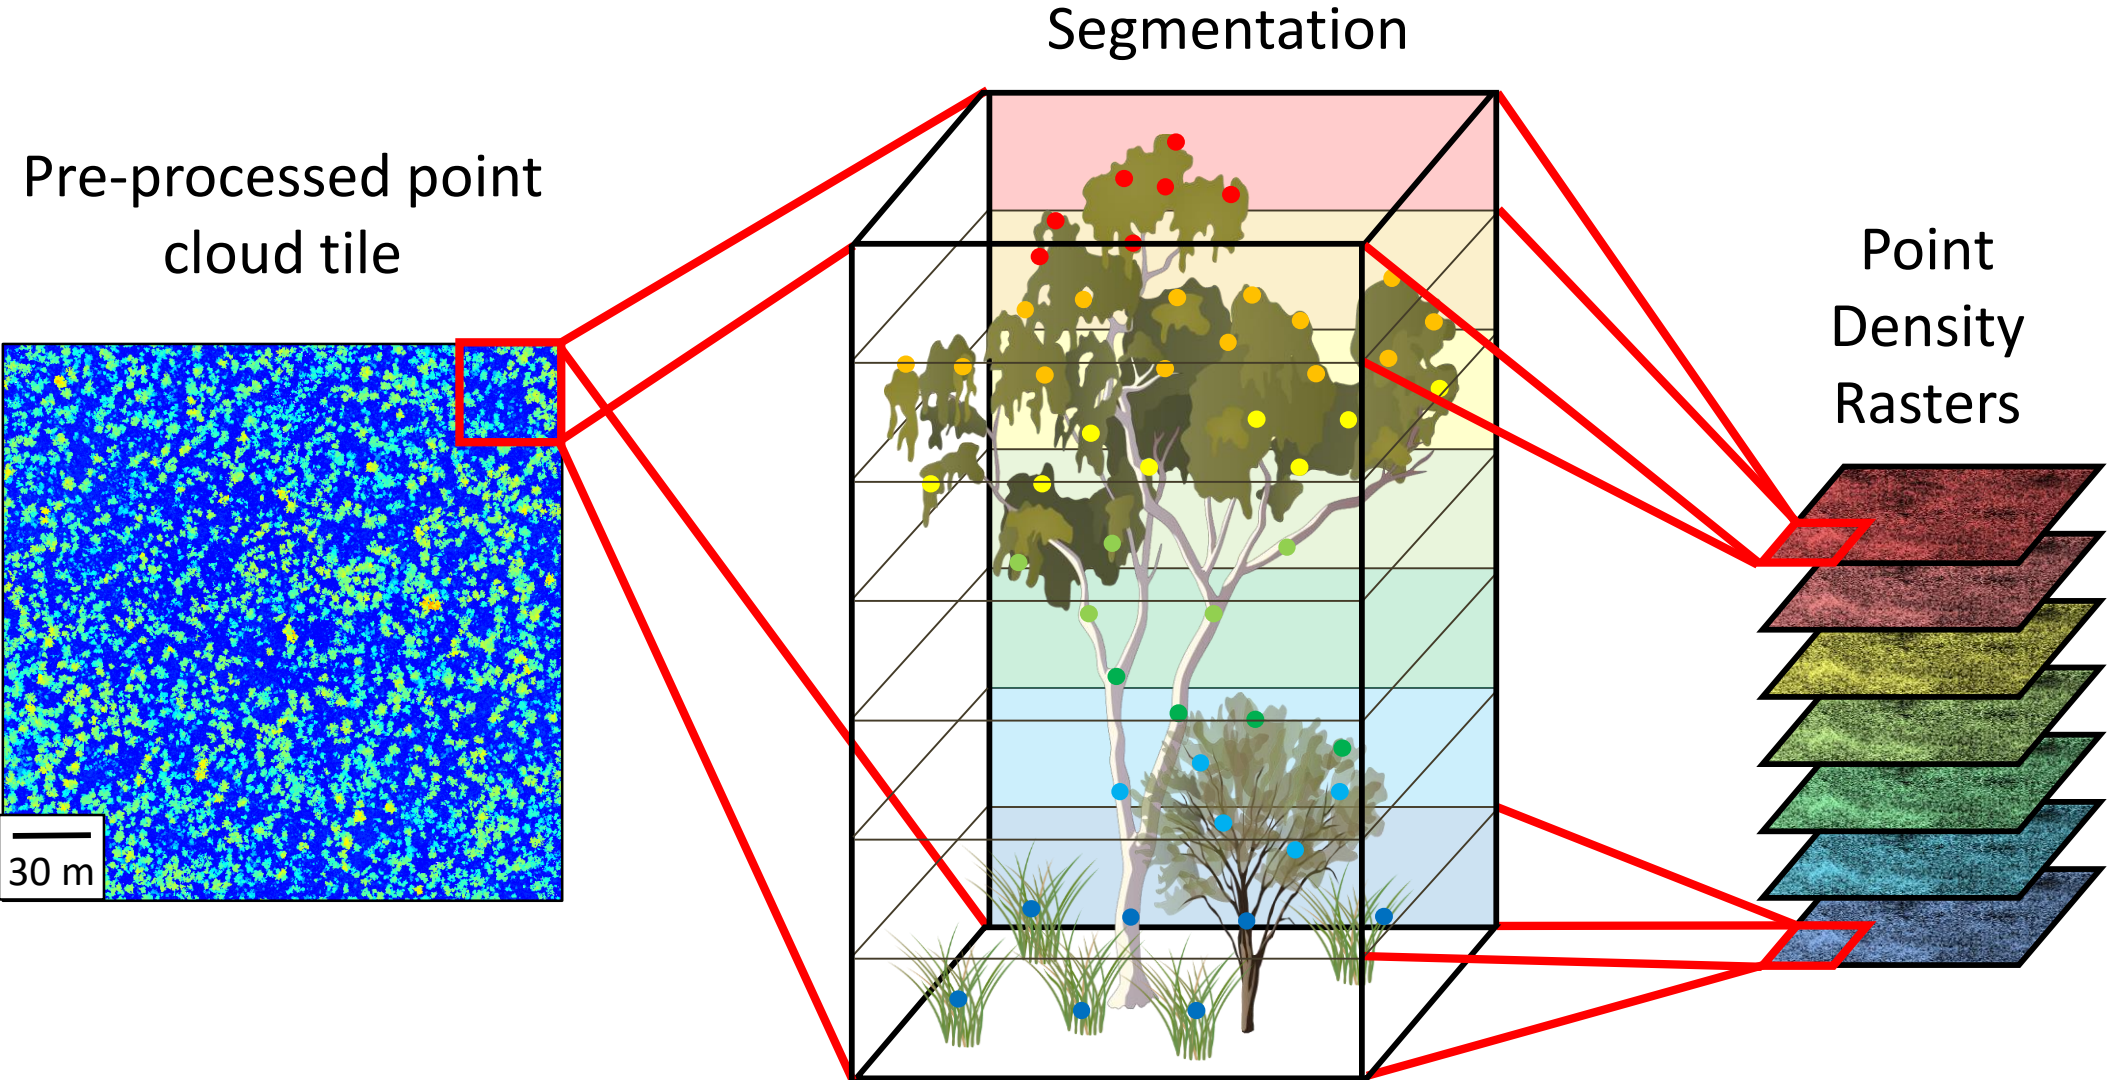 Segmentation
Pre-processed point
cloud tile
Point
Density
Rasters
30 m